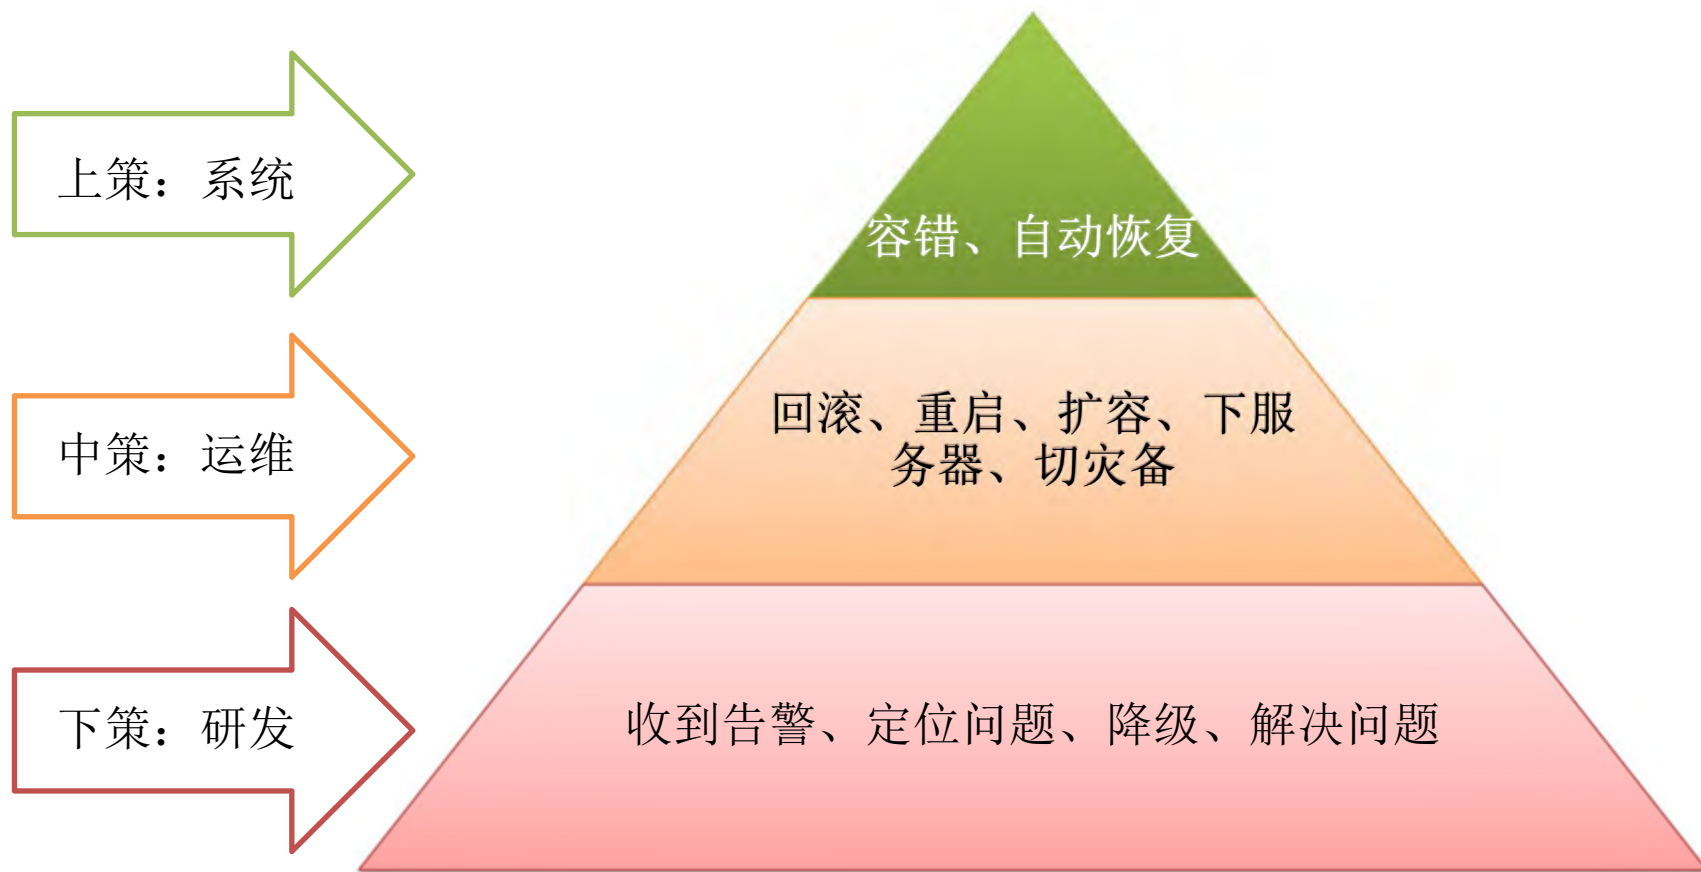 上策：系统
容错、自动恢复
中策：运维
回滚、重启、扩容、下服
务器、切灾备
下策：研发
收到告警、定位问题、降级、解决问题